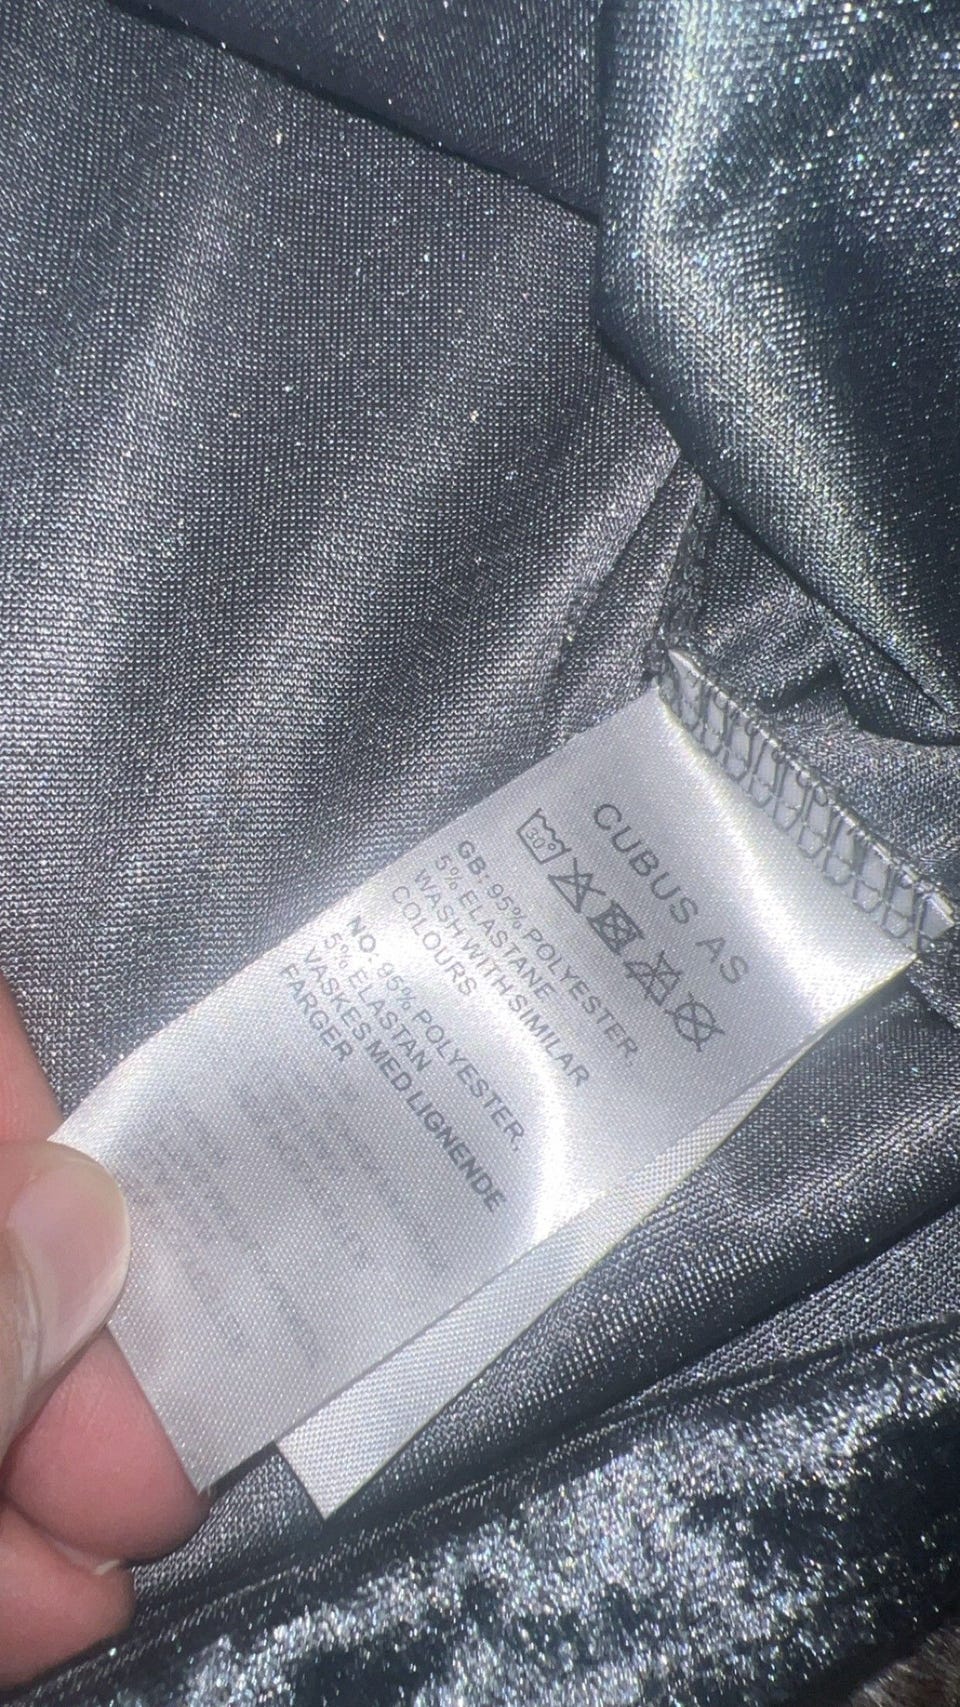 CUBUS AS
30°
GB: 95% POLYESTER,
5% ELASTANE
WASH WITH SIMILAR
COLOURS
NO: 95% POLYESTER,
5% ELASTAN
VASKES MED LIGNENDE
FARGER